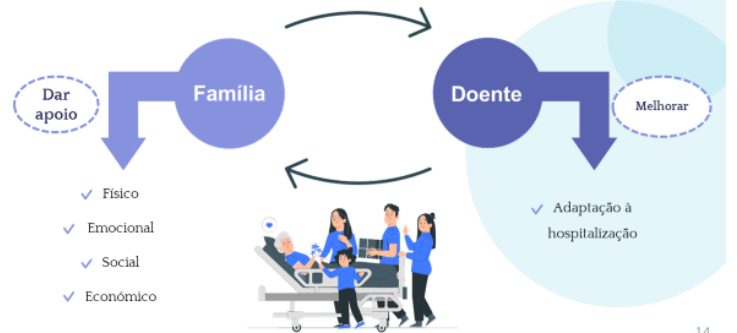 Dar
apoio
Família
Doente
Melhorar
Físico
Emocional
Social
Económico
Adaptação à
hospitalização
14